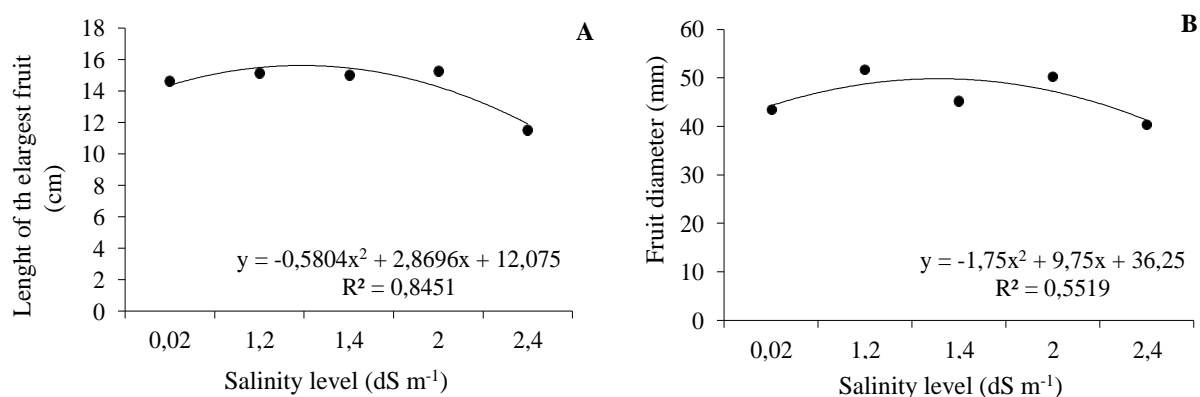 A
Lenght of th elargest fruit
(cm)
18
16
14
12
10
8
6
4
2
0
y = -0,5804x² + 2,8696x + 12,075
R² = 0,8451
0,02 1,2 1,4 2 2,4
Salinity level (dS m⁻¹)
B
Fruit diameter (mm)
60
50
40
30
20
10
0
y = -1,75x² + 9,75x + 36,25
R² = 0,5519
0,02 1,2 1,4 2 2,4
Salinity level (dS m⁻¹)